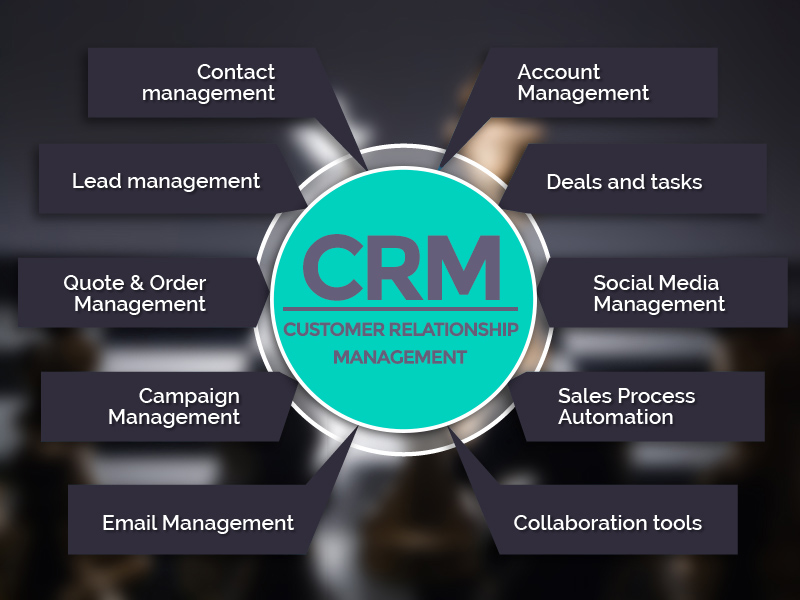 Contact
management
Account
Management
Lead management
Deals and tasks
CRM
CUSTOMER RELATIONSHIP
MANAGEMENT
Quote & Order
Management
Social Media
Management
Campaign
Management
Sales Process
Automation
Email Management
Collaboration tools